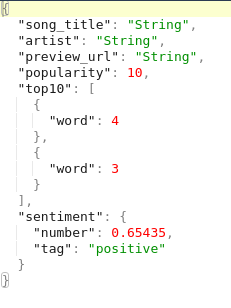 {
  "song_title": "String",
  "artist": "String",
  "preview_url": "String",
  "popularity": 10,
  "top10": [
    {
      "word": 4
    },
    {
      "word": 3
    }
  ],
  "sentiment": {
    "number": 0.65435,
    "tag": "positive"
  }
}